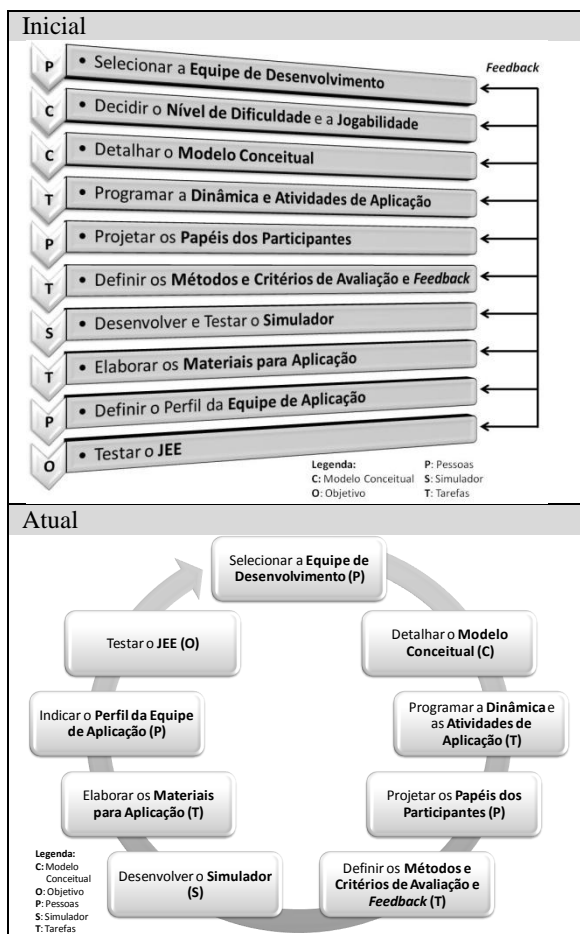 Inicial
Feedback
P
• Selecionar a Equipe de Desenvolvimento
C
• Decidir o Nível de Dificuldade e a Jogabilidade
C
• Detalhar o Modelo Conceitual
T
• Programar a Dinâmica e Atividades de Aplicação
P
• Projetar os Papéis dos Participantes
T
• Definir os Métodos e Critérios de Avaliação e Feedback
S
• Desenvolver e Testar o Simulador
T
• Elaborar os Materiais para Aplicação
P
• Definir o Perfil da Equipe de Aplicação
O
• Testar o JEE
Legenda: P: Pessoas
C: Modelo Conceitual S: Simulador
O: Objetivo T: Tarefas
Atual
Selecionar a Equipe de
Desenvolvimento (P)
Detalhar o Modelo
Conceitual (C)
Programar a Dinâmica e
as Atividades de
Aplicação (T)
Projetar os Papéis dos
Participantes (P)
Definir os Métodos e
Critérios de Avaliação e
Feedback (T)
Desenvolver o Simulador
(S)
Elaborar os Materiais
para Aplicação (T)
Indicar o Perfil da Equipe
de Aplicação (P)
Testar o JEE (O)
Legenda:
C: Modelo
Conceitual
O: Objetivo
P: Pessoas
S: Simulador
T: Tarefas